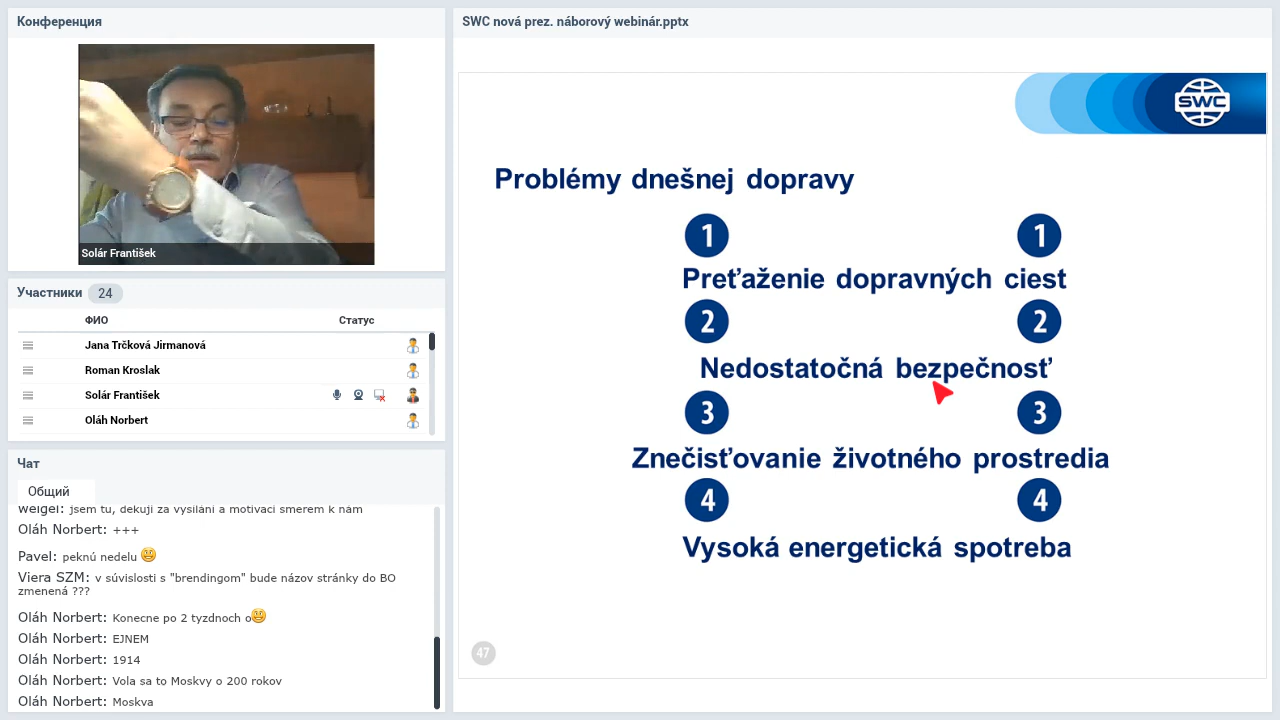 Конференция
Solár František
Участники 24
ФИО Статус
Jana Trčková Jirmanová
Roman Kroslak
Solár František
Oláh Norbert
Чат
Общий
weigel: jsem tu, dekuji za vysílání a motivaci smerem k nám
Oláh Norbert: +++
Pavel: peknú nedelu
Viera SZM: v súvislosti s "brendingom" bude názov stránky do BO
zmenená ???
Oláh Norbert: Konecne po 2 tyzdnoch o
Oláh Norbert: EJNEM
Oláh Norbert: 1914
Oláh Norbert: Vola sa to Moskvy o 200 rokov
Oláh Norbert: Moskva
SWC nová prez. náborový webinár.pptx
SWC
Problémy dnešnej dopravy
1 1
Preťaženie dopravných ciest
2 2
Nedostatočná bezpečnosť
3 3
Znečisťovanie životného prostredia
4 4
Vysoká energetická spotreba
47